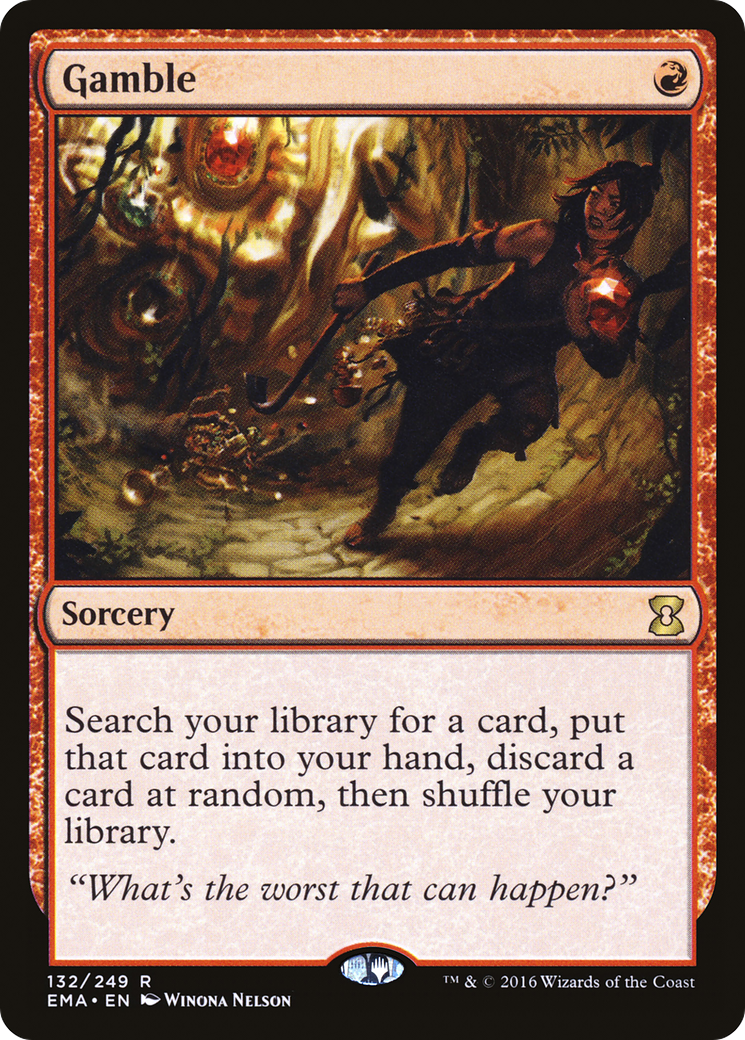 Gamble
Sorcery
Search your library for a card, put
that card into your hand, discard a
card at random, then shuffle your
library.
“What’s the worst that can happen?”
132/249 R
EMA • EN Winona Nelson
™ & © 2016 Wizards of the Coast